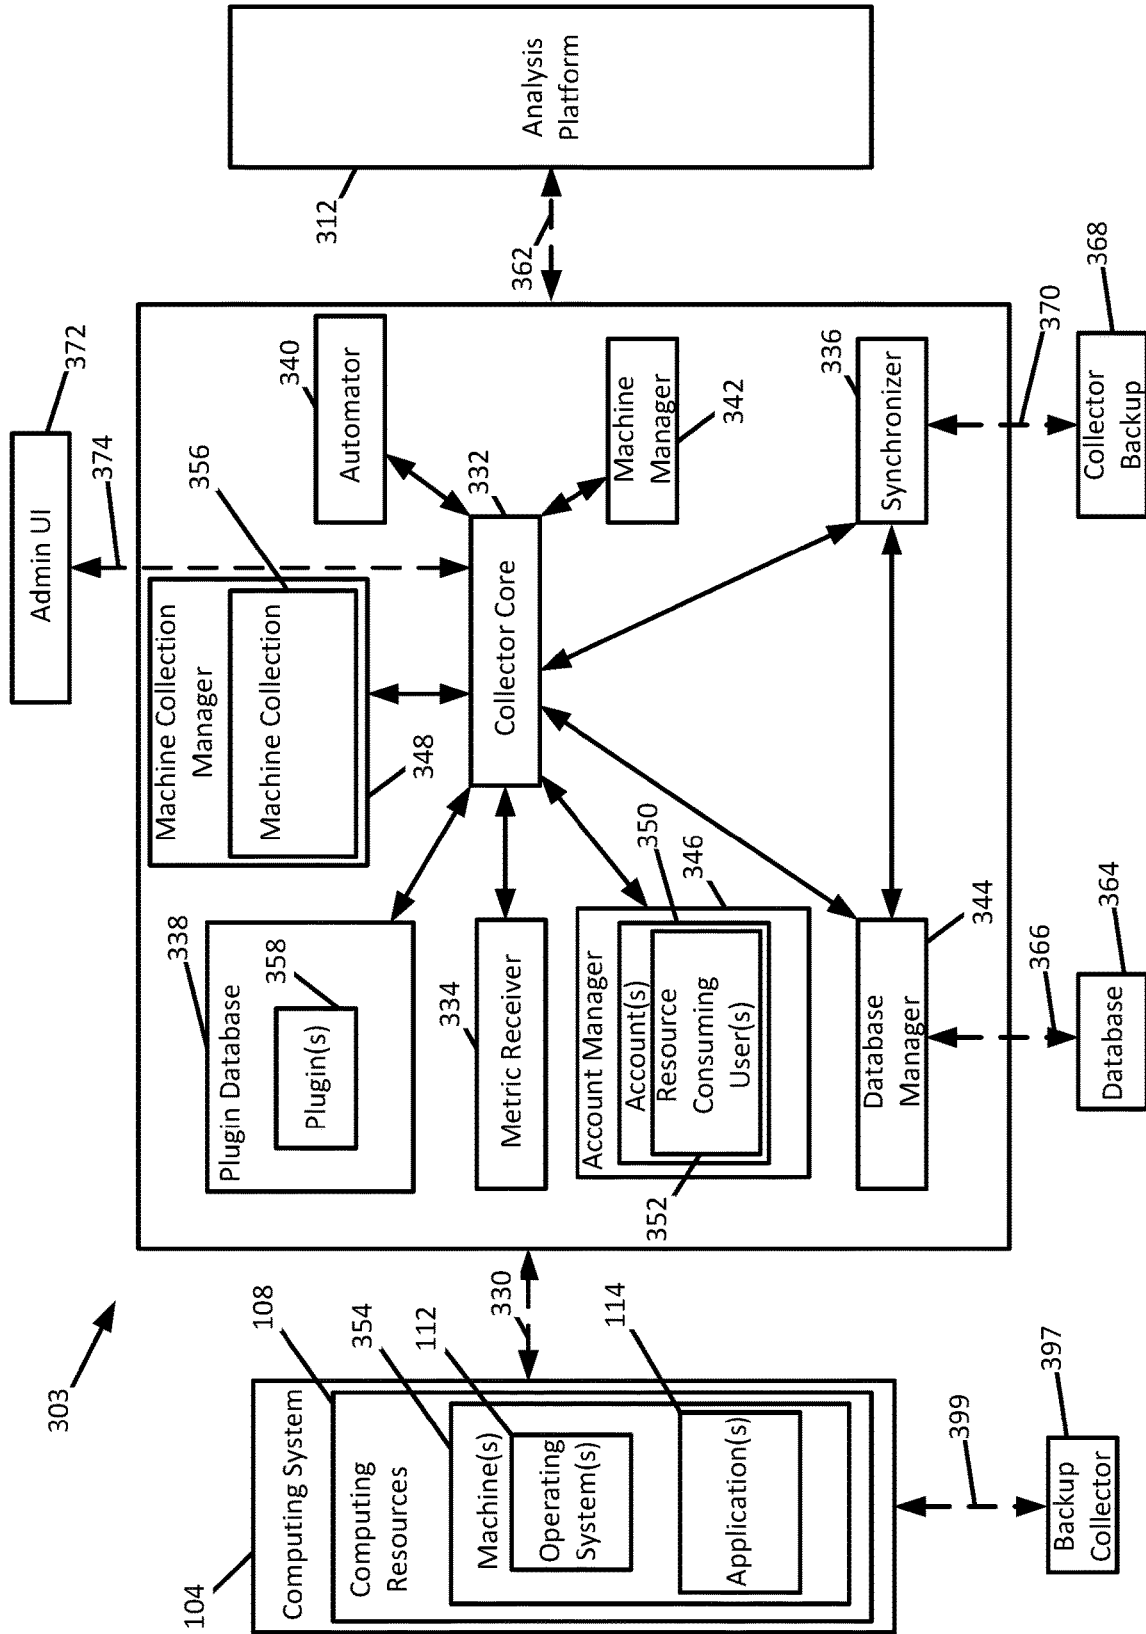 303
104
Computing System
108
Computing
Resources
354
Machine(s)
112
Operating
System(s)
114
Application(s)
330
399
397
Backup
Collector
338
Plugin Database
358
Plugin(s)
334
Metric Receiver
Account Manager
346
Account(s)
350
Resource
Consuming
User(s)
352
Database
Manager
344
366
364
Database
Machine Collection
Manager
348
Machine Collection
356
372
Admin UI
374
332
Collector Core
340
Automator
Machine
Manager
342
336
Synchronizer
370
368
Collector
Backup
362
312
Analysis
Platform